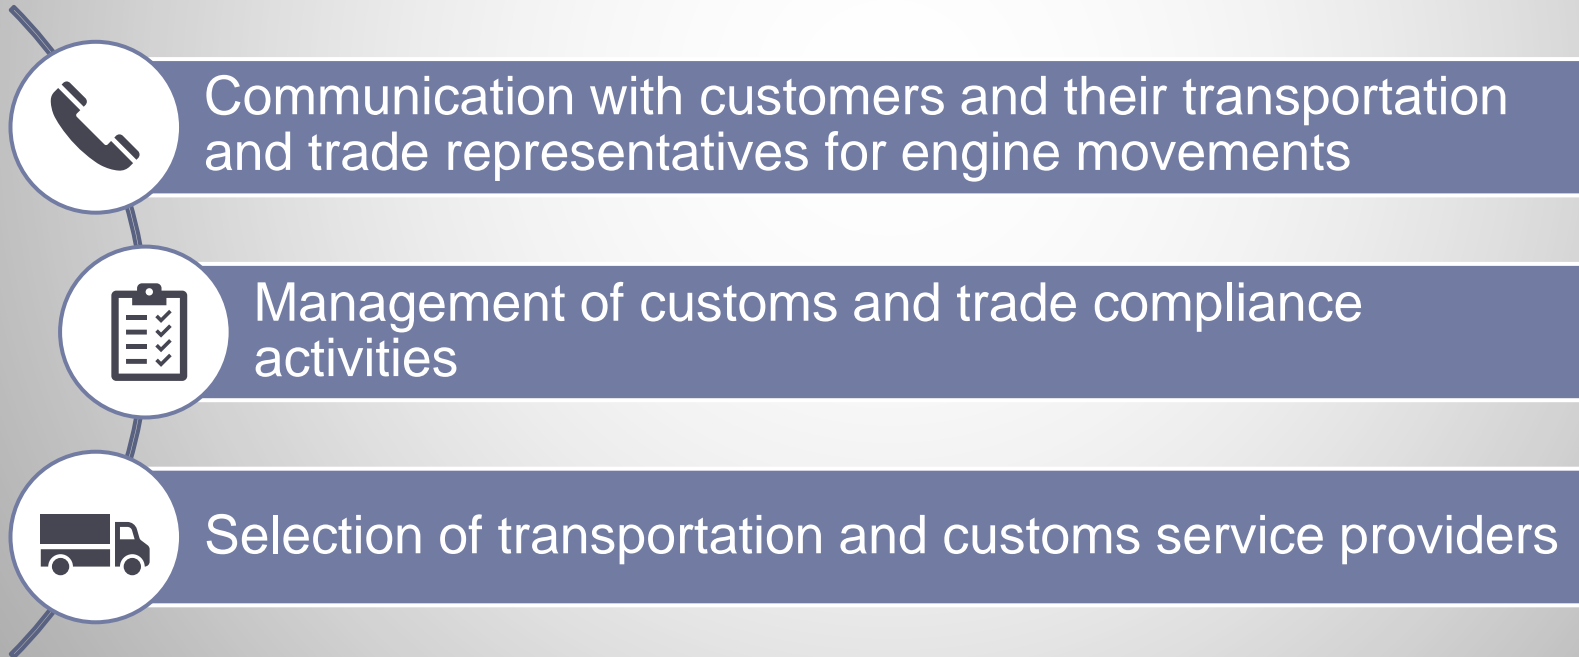 Communication with customers and their transportation
and trade representatives for engine movements
Management of customs and trade compliance
activities
Selection of transportation and customs service providers